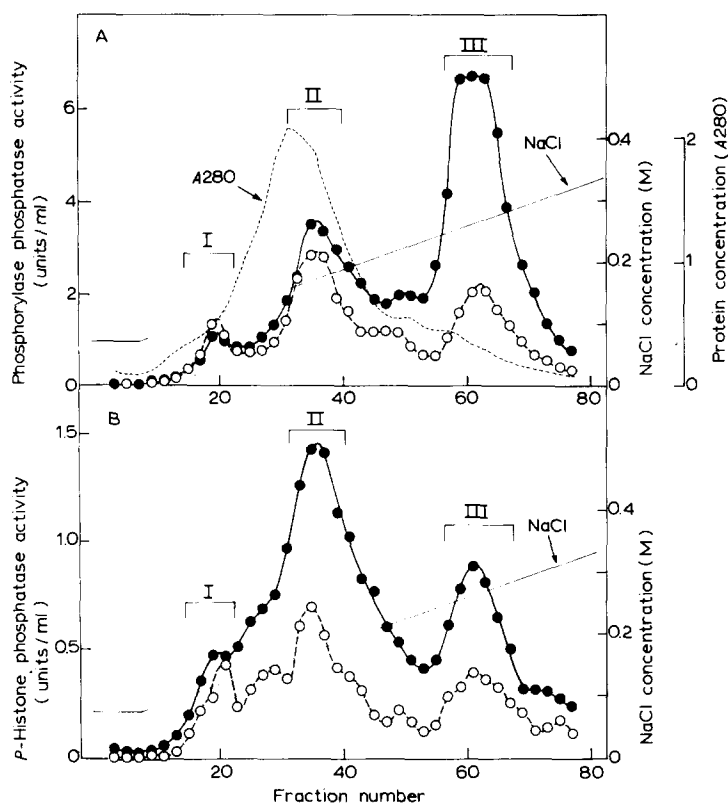 A
I
II
III
A280
NaCl
Phosphorylase phosphatase activity
(units/ml)
6
4
2
0
20
40
60
80
0.4
0.2
0
NaCl concentration (M)
2
1
0
Protein concentration (A280)
B
I
II
III
NaCl
P-Histone phosphatase activity
(units/ml)
1.5
1.0
0.5
0
0.4
0.2
0
NaCl concentration (M)
0
20
40
60
80
Fraction number